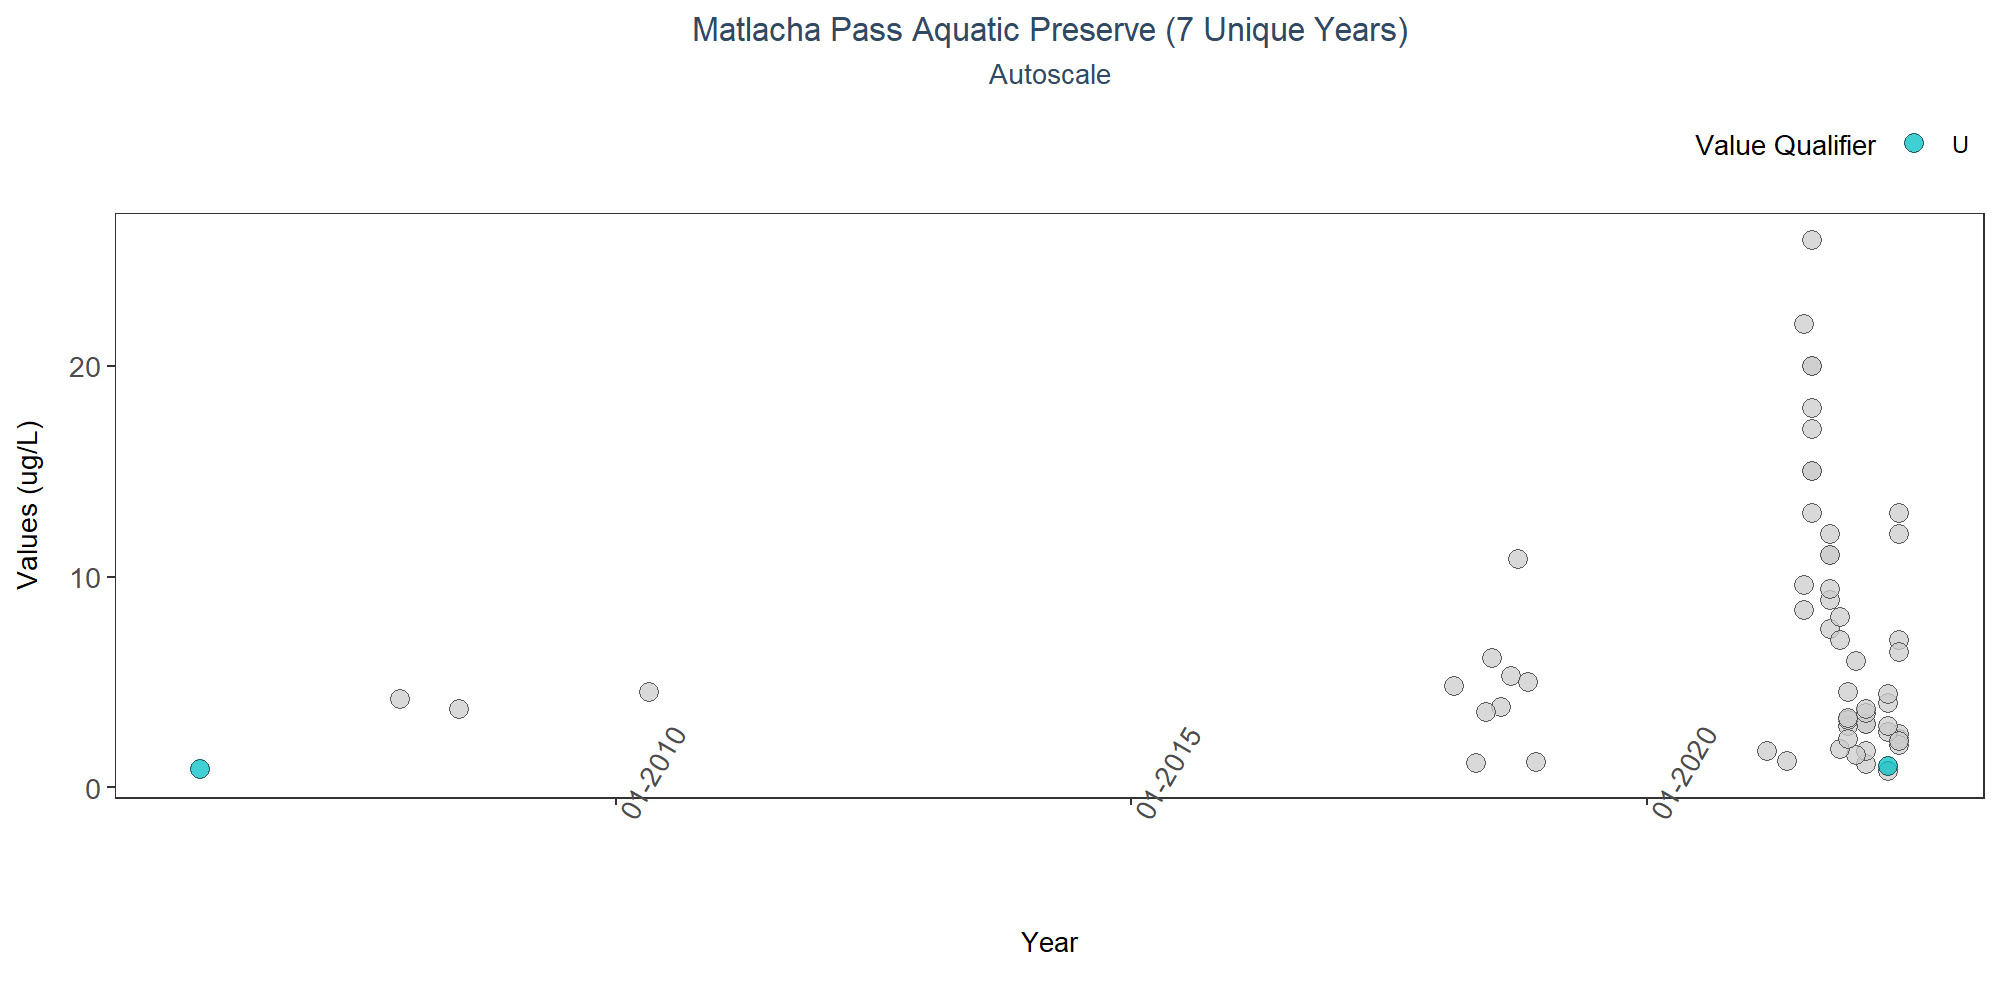 Matlacha Pass Aquatic Preserve (7 Unique Years)
Autoscale
Value Qualifier U
Values (ug/L)
20
10
0
01-2010
01-2015
01-2020
Year